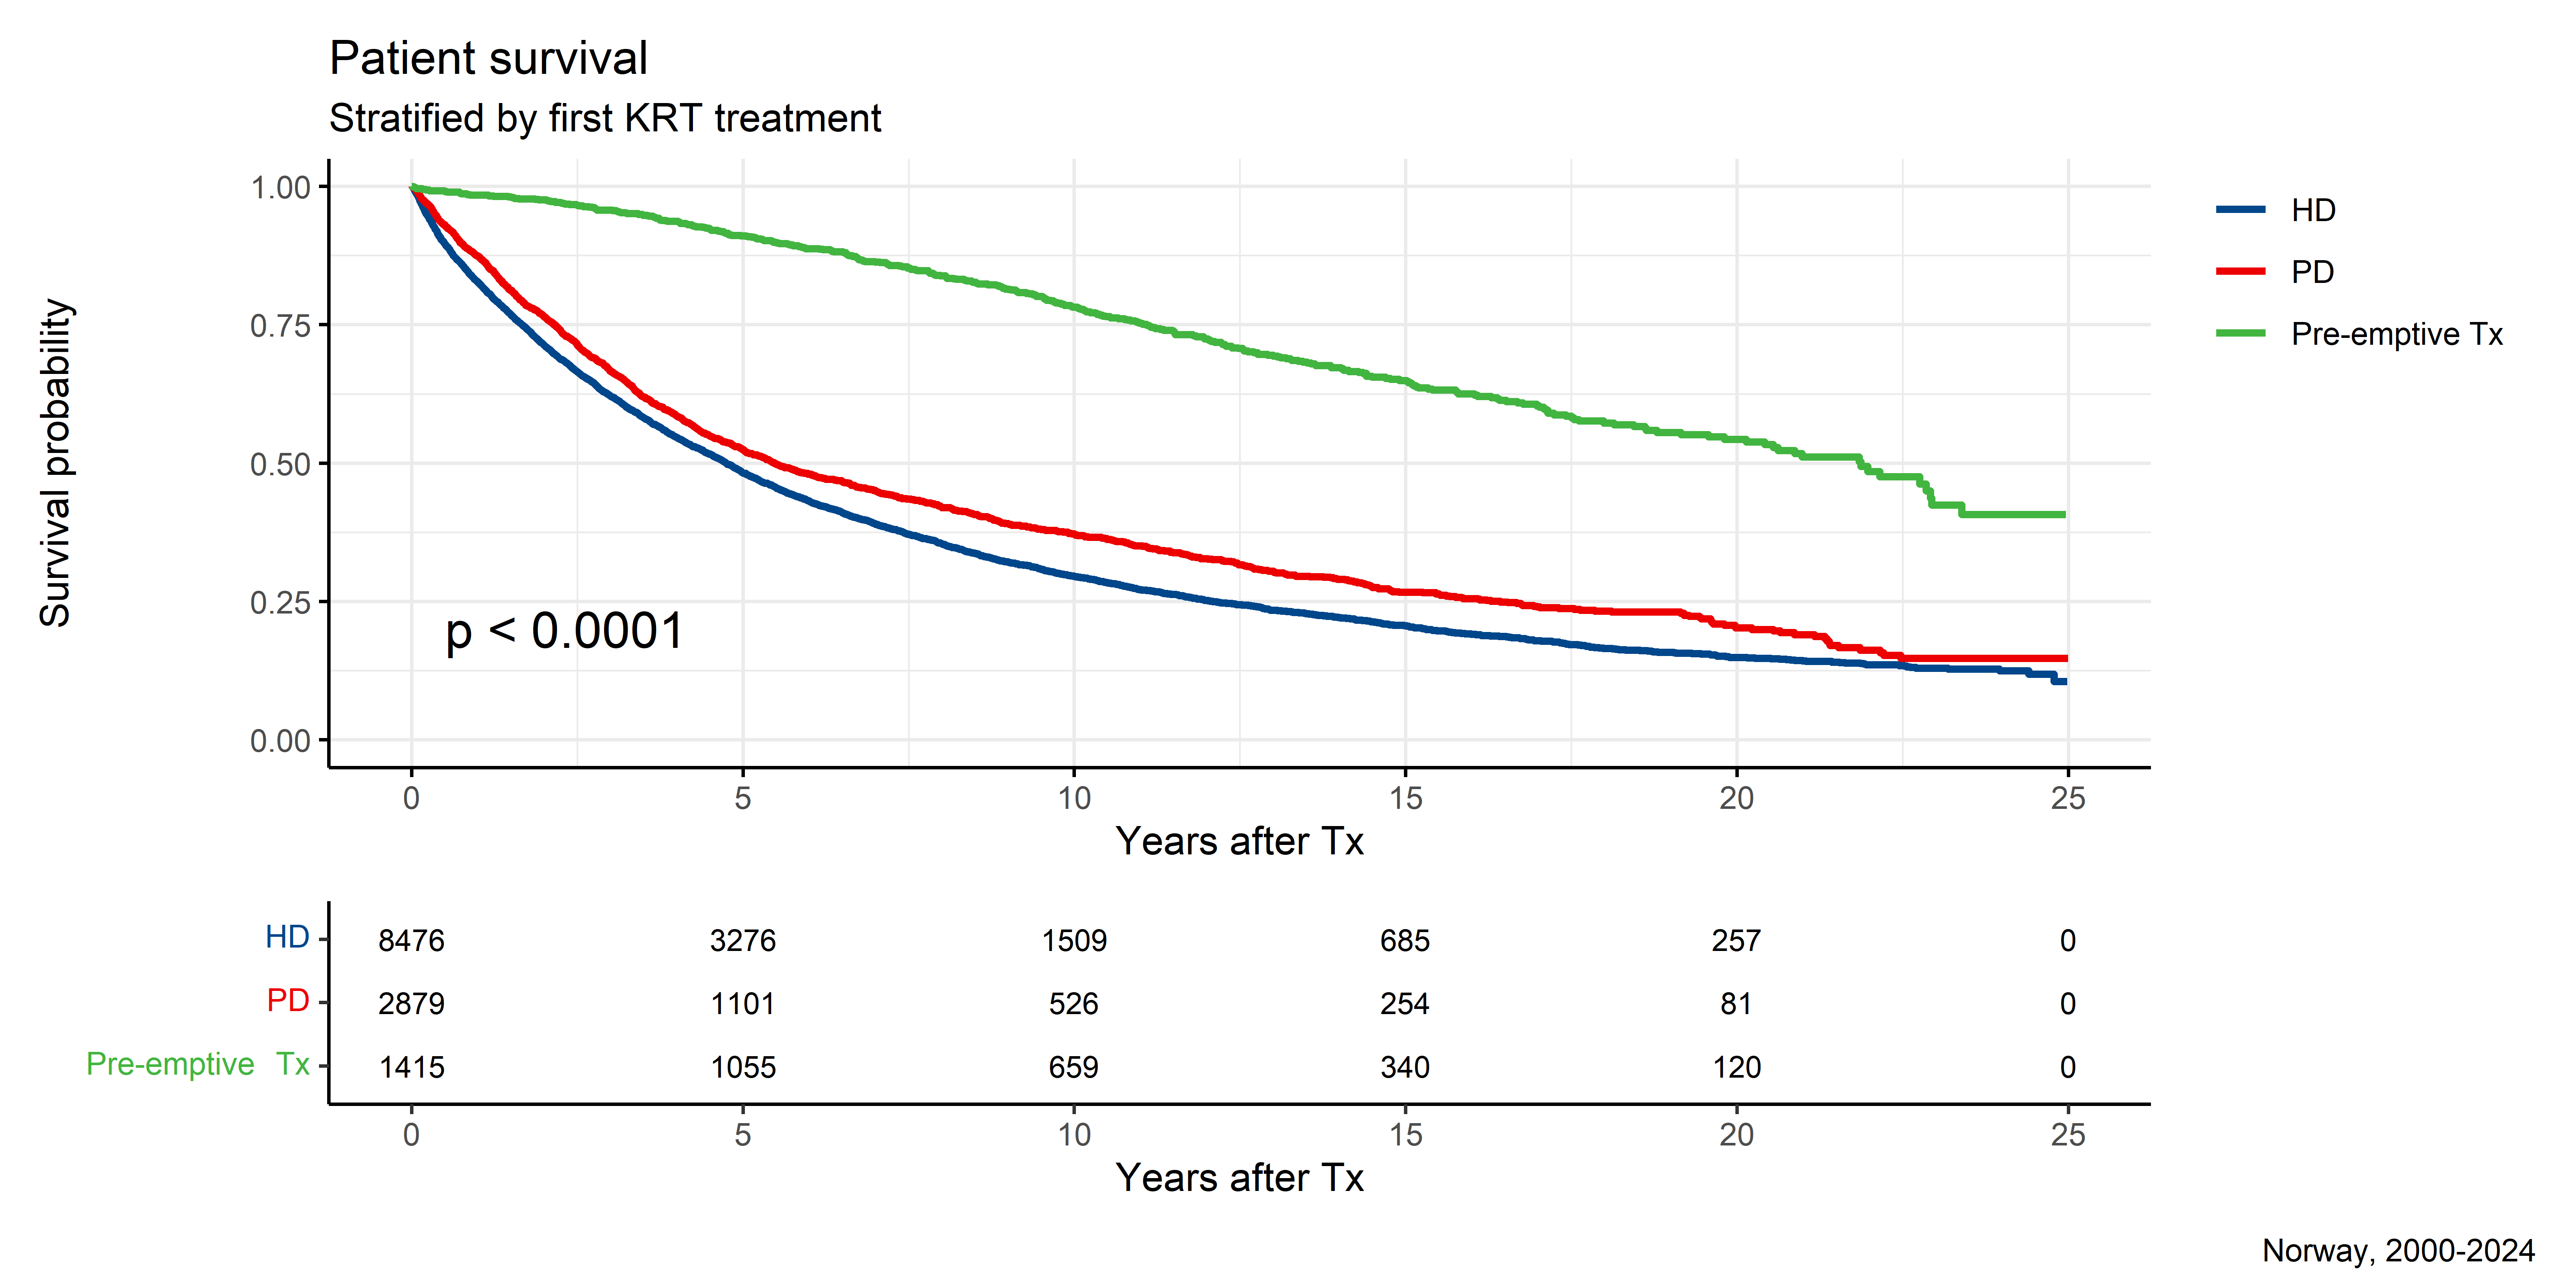 Patient survival
Stratified by first KRT treatment
Survival probability
1.00
0.75
0.50
0.25
0.00
p < 0.0001
0 5 10 15 20 25
Years after Tx
HD
PD
Pre-emptive Tx
HD 8476 3276 1509 685 257 0
PD 2879 1101 526 254 81 0
Pre-emptive Tx 1415 1055 659 340 120 0
0 5 10 15 20 25
Years after Tx
Norway, 2000-2024